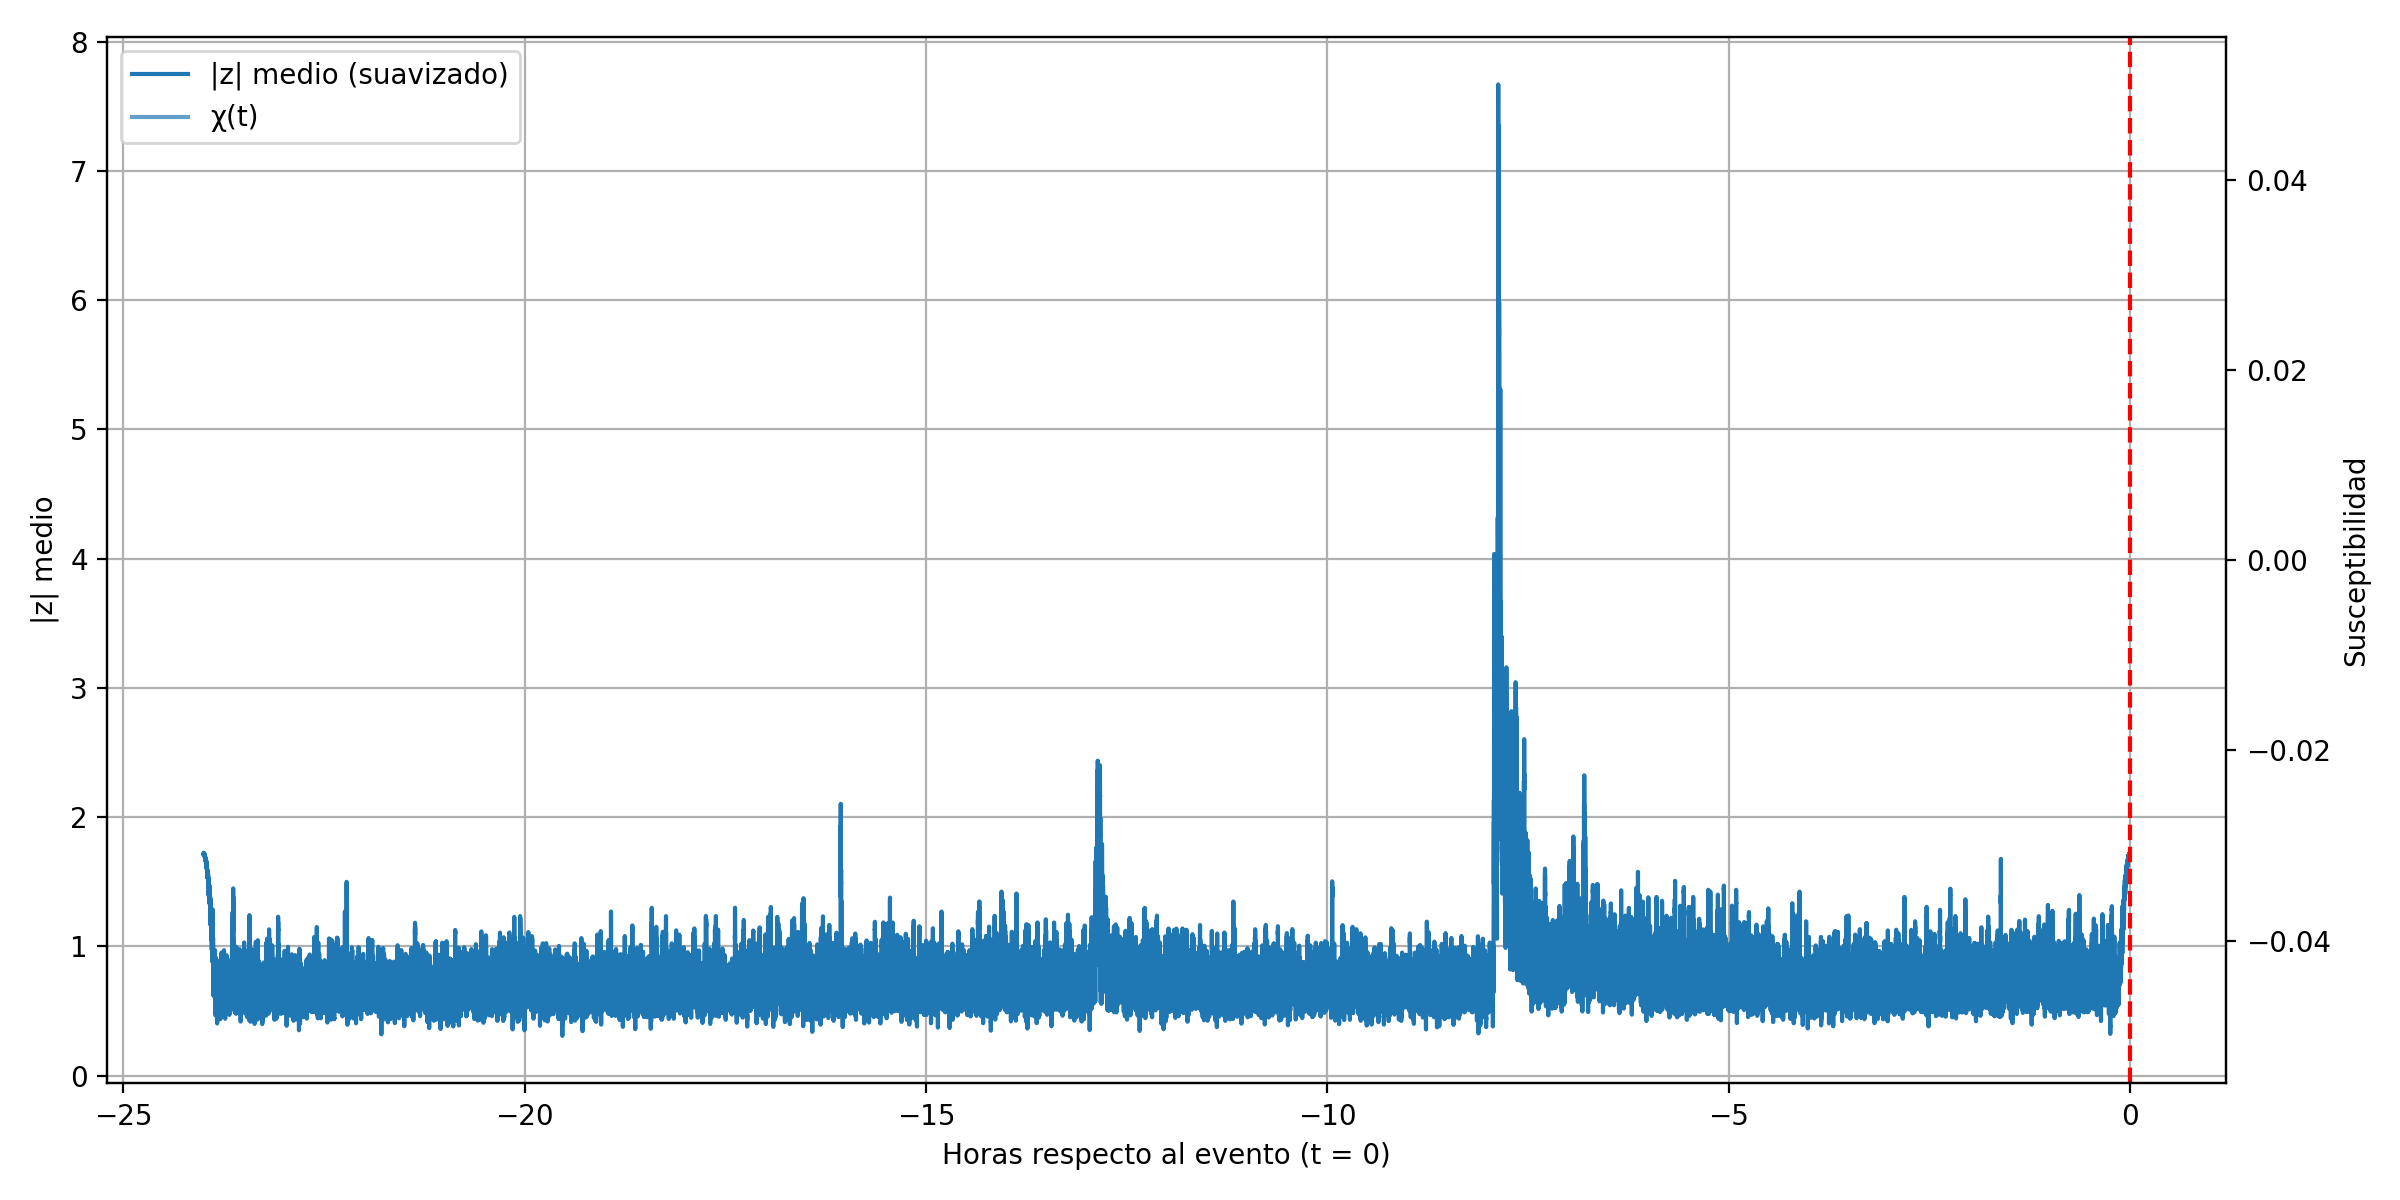 |z| medio (suavizado)
χ(t)
8
7
6
5
4
3
2
1
0
|z| medio
0.04
0.02
0.00
−0.02
−0.04
Susceptibilidad
−25 −20 −15 −10 −5 0
Horas respecto al evento (t = 0)